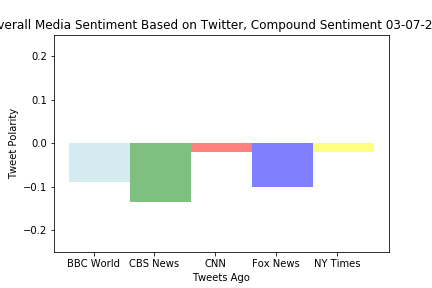 verall Media Sentiment Based on Twitter, Compound Sentiment 03-07-2
0.2
0.1
0.0
−0.1
−0.2
Tweet Polarity
BBC World CBS News CNN Fox News NY Times
Tweets Ago